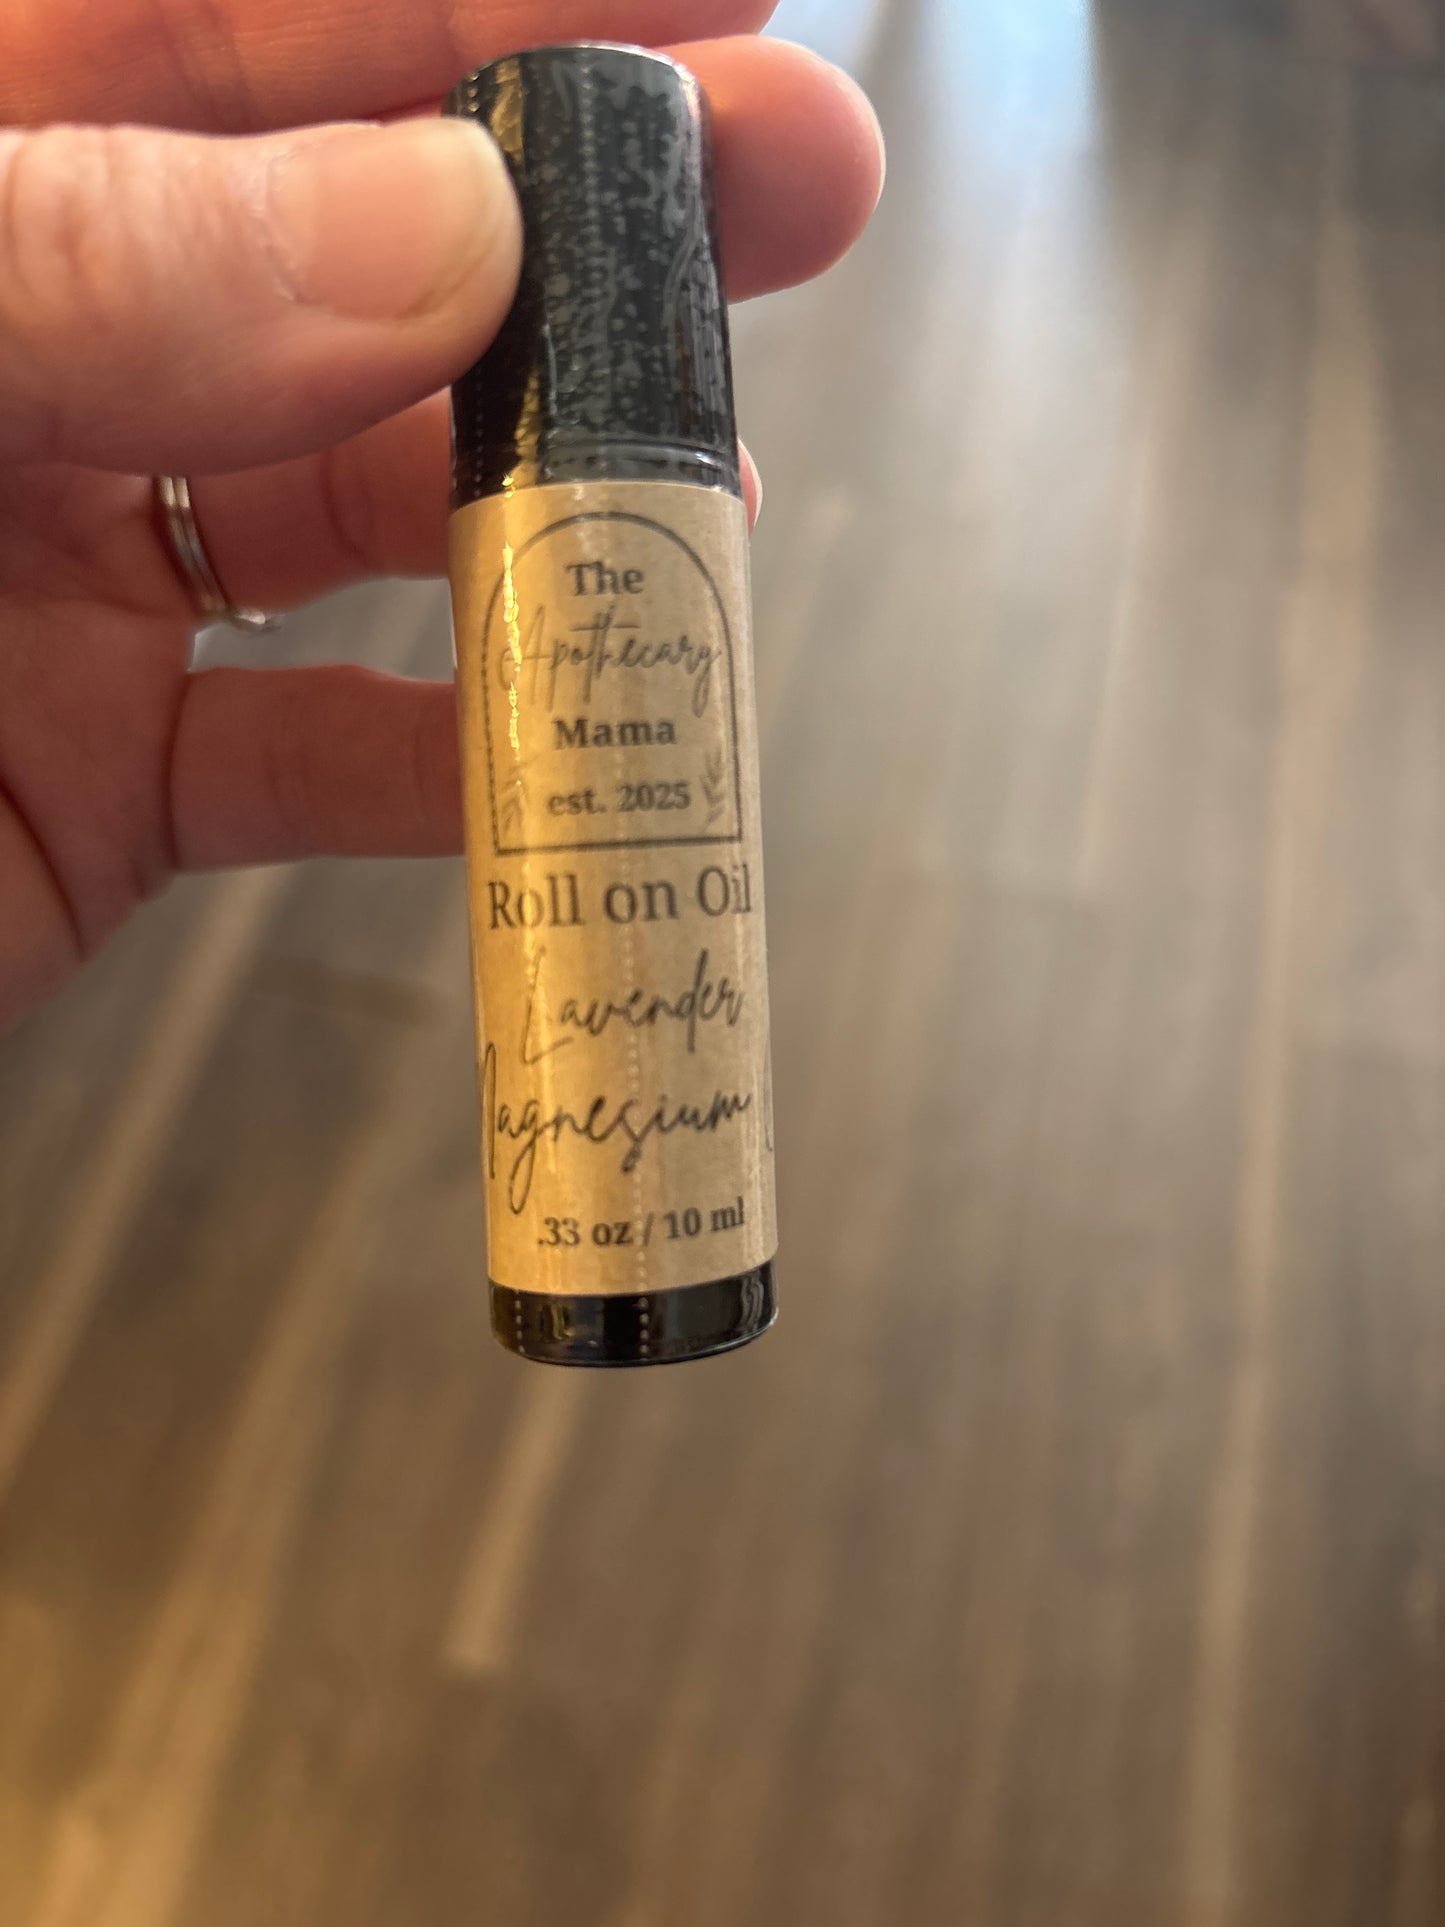 The
Apothecary
Mama
est. 2025
Roll on Oil
Lavender
Magnesium
.33 oz / 10 ml